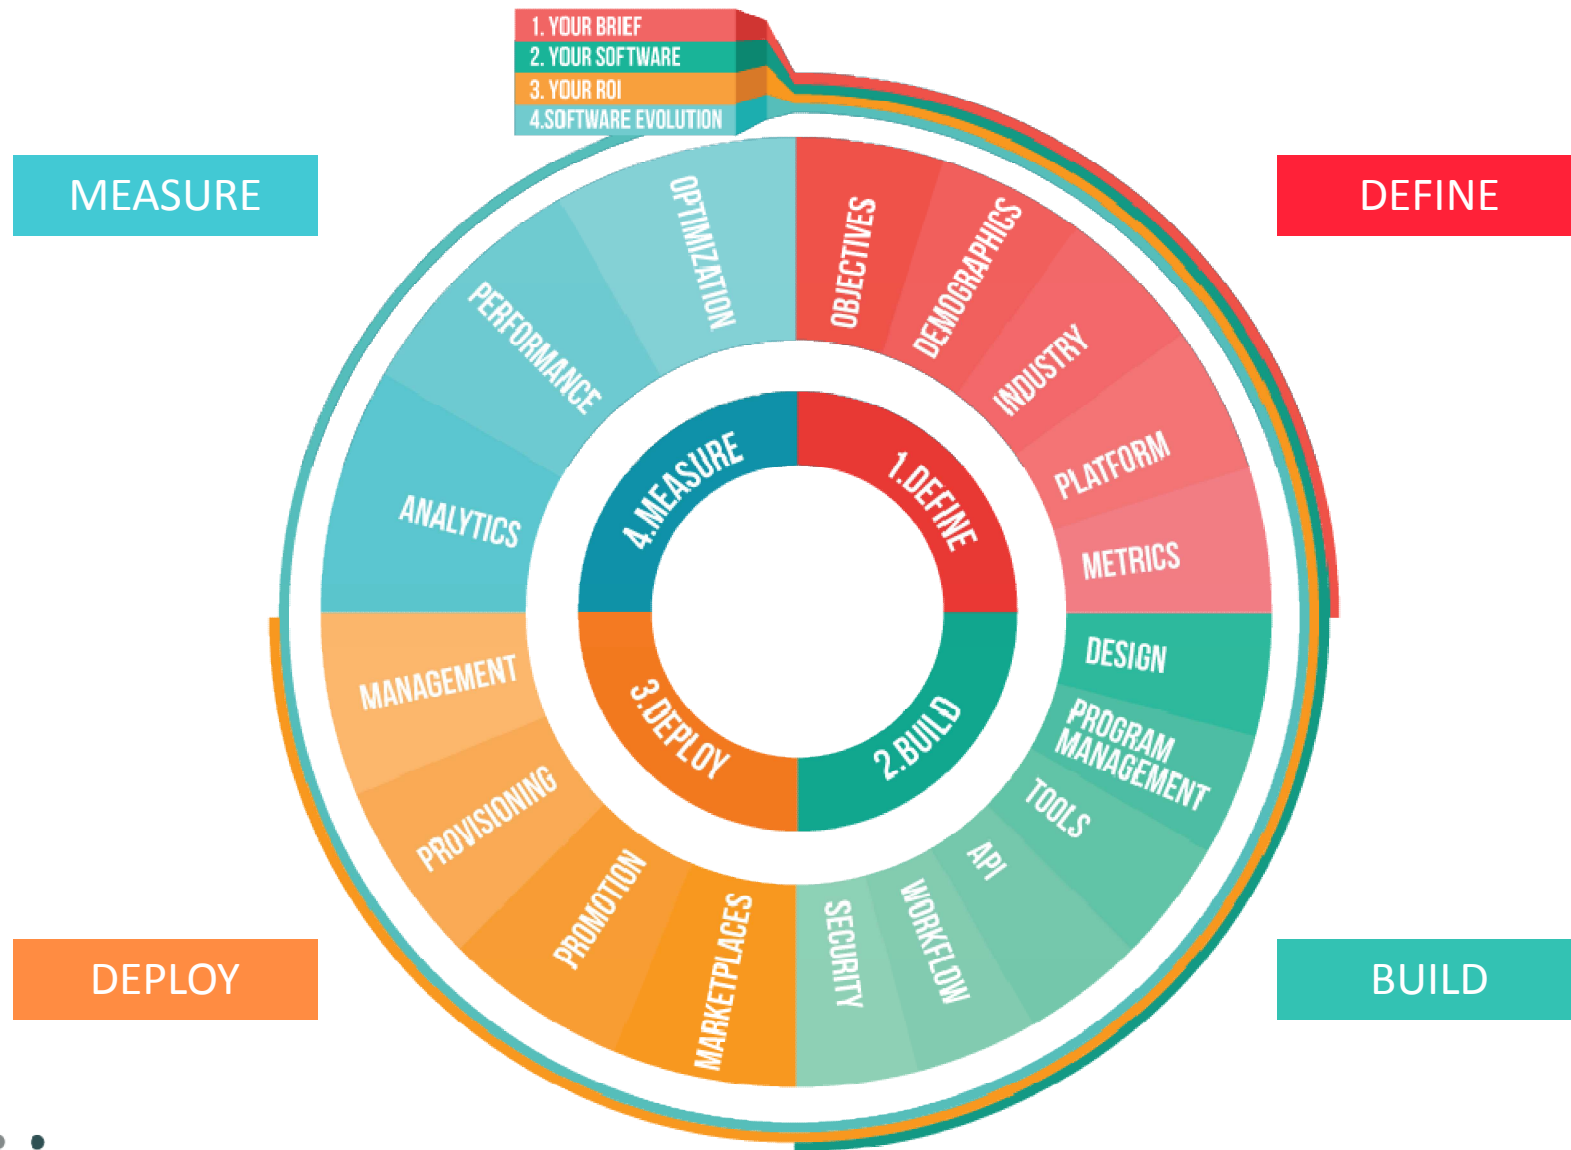 1. YOUR BRIEF
2. YOUR SOFTWARE
3. YOUR ROI
4.SOFTWARE EVOLUTION
MEASURE
DEFINE
OPTIMIZATION
OBJECTIVES
DEMOGRAPHICS
PERFORMANCE
INDUSTRY
ANALYTICS
PLATFORM
METRICS
4.MEASURE
1.DEFINE
3.DEPLOY
2.BUILD
MANAGEMENT
DESIGN
PROGRAM
MANAGEMENT
PROVISIONING
TOOLS
PROMOTION
API
MARKETPLACES
SECURITY
WORKFLOW
DEPLOY
BUILD